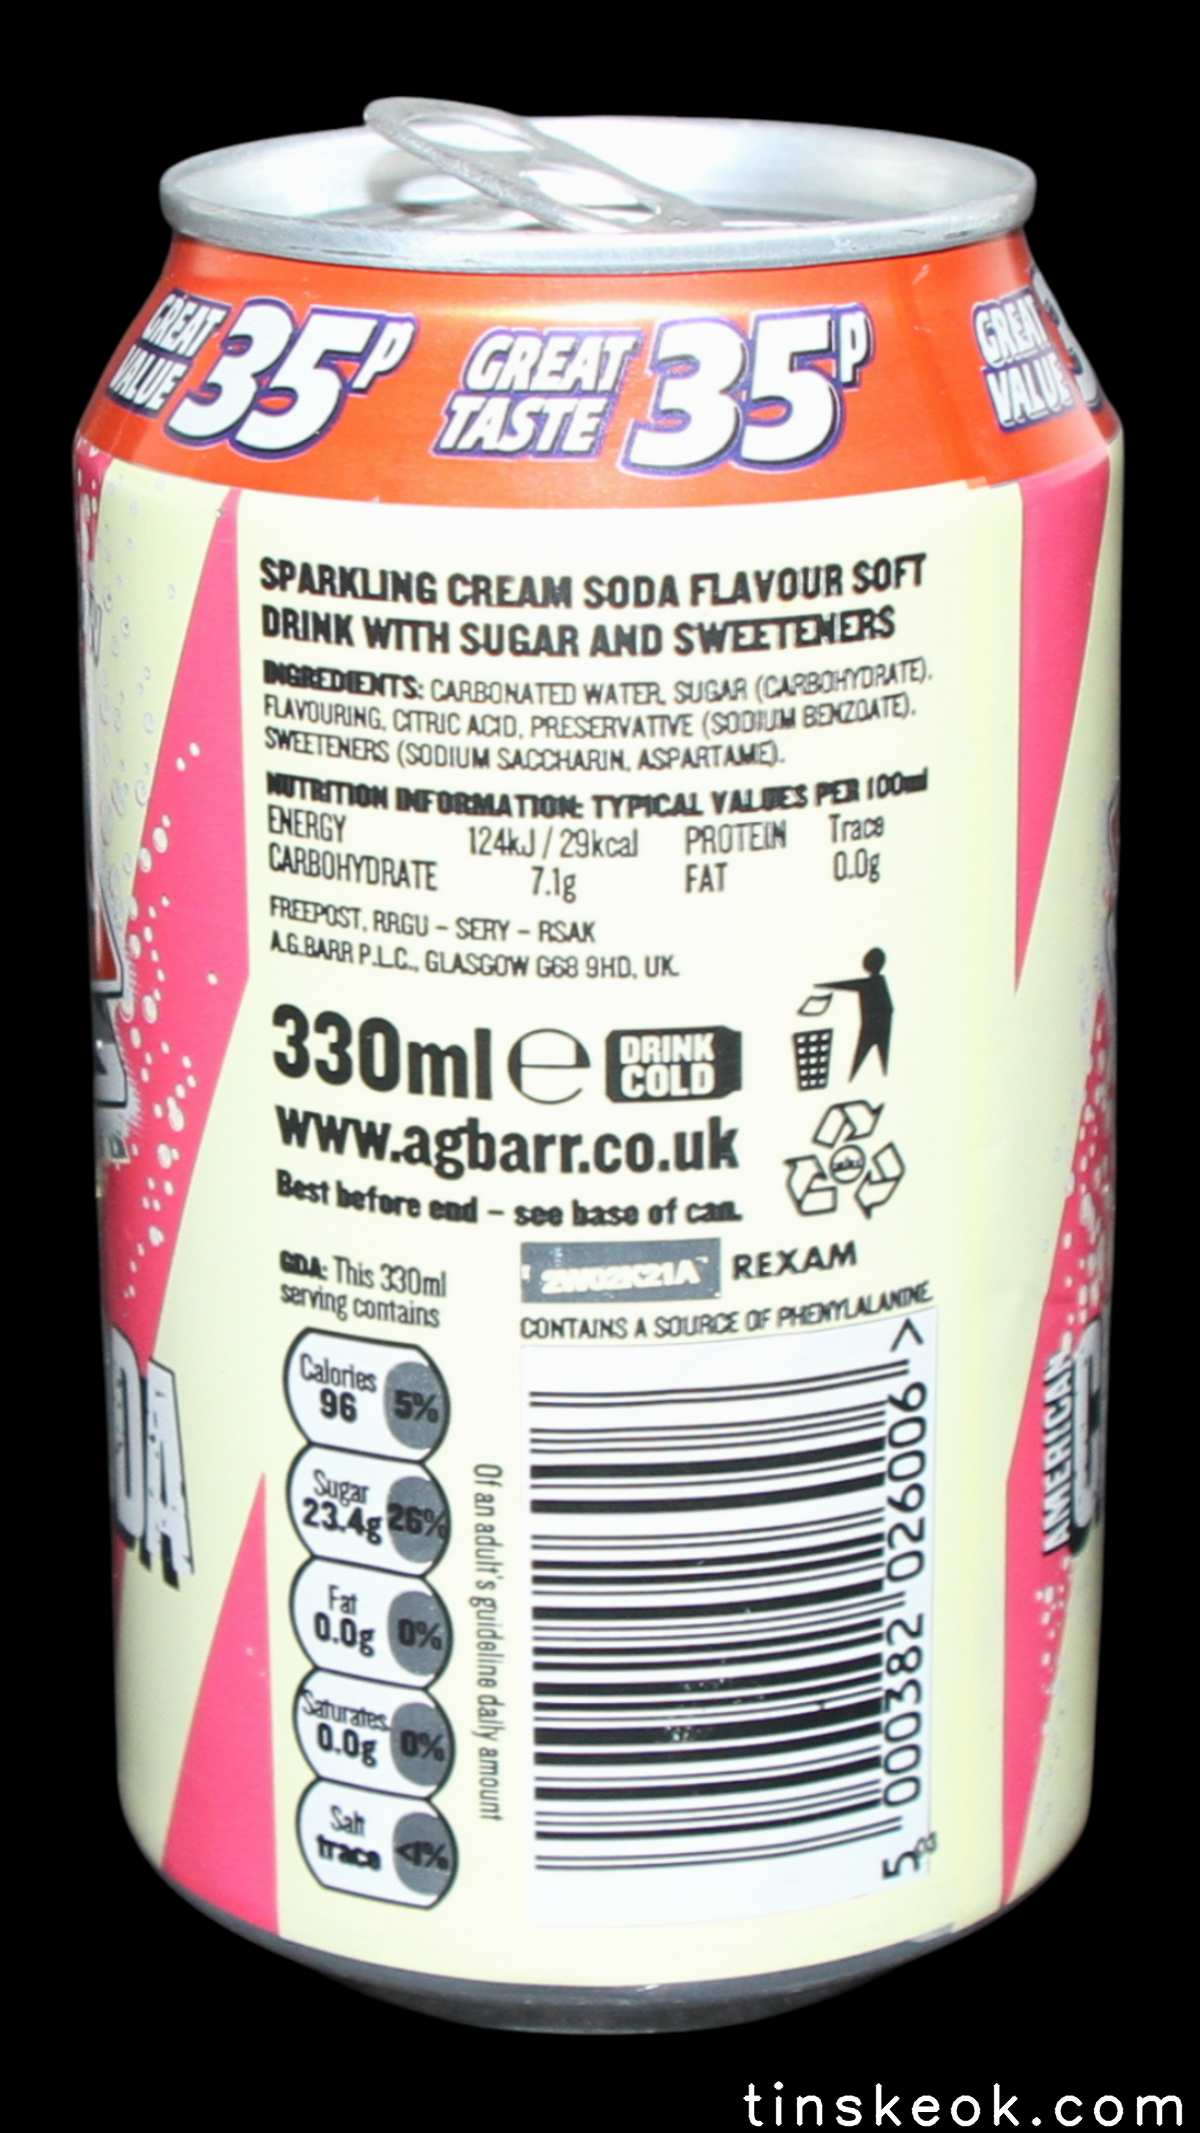 GREAT VALUE 35P
GREAT TASTE 35P
GREAT VALUE
SPARKLING CREAM SODA FLAVOUR SOFT
DRINK WITH SUGAR AND SWEETENERS
INGREDIENTS: CARBONATED WATER, SUGAR (CARBOHYDRATE),
FLAVOURING, CITRIC ACID, PRESERVATIVE (SODIUM BENZOATE),
SWEETENERS (SODIUM SACCHARIN, ASPARTAME).
NUTRITION INFORMATION: TYPICAL VALUES PER 100ml
ENERGY 124kJ / 29kcal PROTEIN Trace
CARBOHYDRATE 7.1g FAT 0.0g
FREEPOST, RRGU – SERY – RSAK
A.G.BARR P.L.C., GLASGOW G68 9HD, UK.
330ml e DRINK COLD
www.agbarr.co.uk
Best before end – see base of can.
2W02K21A REXAM
CONTAINS A SOURCE OF PHENYLALANINE.
GDA: This 330ml
serving contains
Calories
96 5%
Sugar
23.4g 26%
Fat
0.0g 0%
Saturates
0.0g 0%
Salt
trace <1%
Of an adult's guideline daily amount
5 000382 026006 >
03
AMERICAN
tinskeok.com